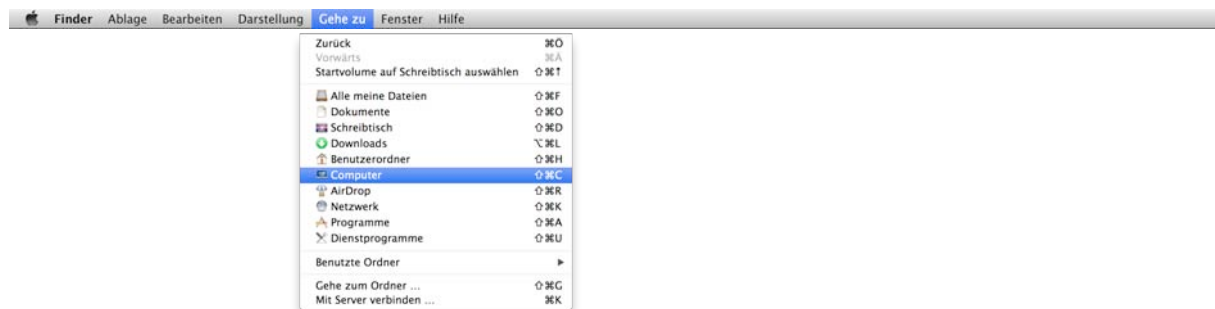 Finder Ablage Bearbeiten Darstellung Gehe zu Fenster Hilfe
Zurück ⌘Ö
Vorwärts ⌘Ä
Startvolume auf Schreibtisch auswählen ⇧⌘↑
Alle meine Dateien ⇧⌘F
Dokumente ⇧⌘O
Schreibtisch ⇧⌘D
Downloads ⌥⌘L
Benutzerordner ⇧⌘H
Computer ⇧⌘C
AirDrop ⇧⌘R
Netzwerk ⇧⌘K
Programme ⇧⌘A
Dienstprogramme ⇧⌘U
Benutzte Ordner ▶
Gehe zum Ordner ... ⇧⌘G
Mit Server verbinden ... ⌘K